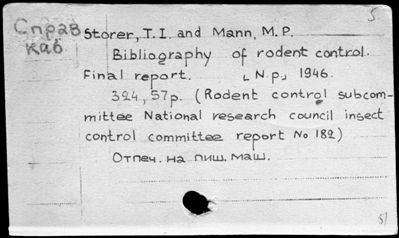 5
Справ Storer, T. I. and Mann, M. P.
каб
Bibliography of rodent control.
Final report. [N. p.] 1946.
324, 57p. (Rodent control subcom-
mittee National research council insect
control committee report No 182)
Отпеч. на пиш. маш.